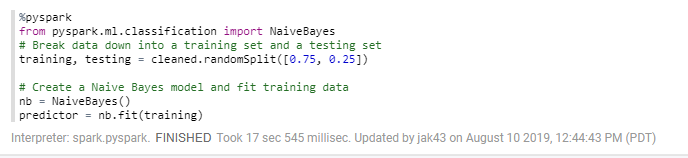 %pyspark
from pyspark.ml.classification import NaiveBayes
# Break data down into a training set and a testing set
training, testing = cleaned.randomSplit([0.75, 0.25])

# Create a Naive Bayes model and fit training data
nb = NaiveBayes()
predictor = nb.fit(training)
Interpreter: spark.pyspark. FINISHED Took 17 sec 545 millisec. Updated by jak43 on August 10 2019, 12:44:43 PM (PDT)